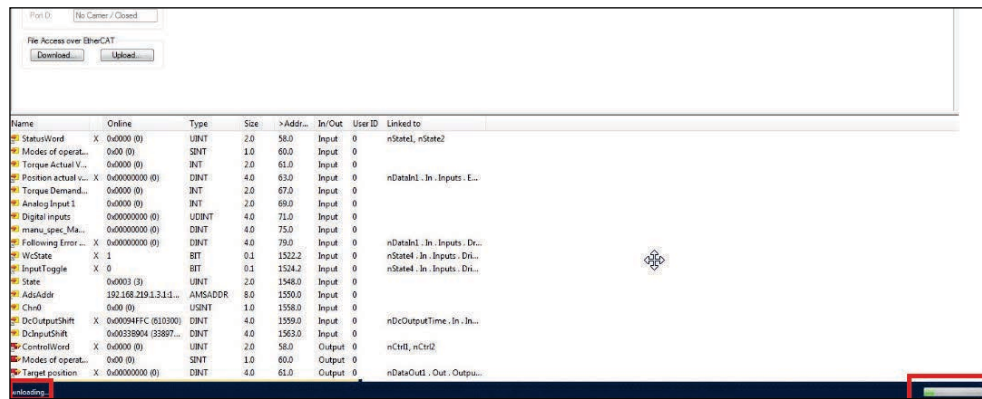 Port D: No Carrier / Closed
File Access over EtherCAT
Download... Upload...
Name Online Type Size >Addr... In/Out User ID Linked to
StatusWord X 0x0000 (0) UINT 2.0 58.0 Input 0 nState1, nState2
Modes of operat... 0x00 (0) SINT 1.0 60.0 Input 0
Torque Actual V... 0x0000 (0) INT 2.0 61.0 Input 0
Position actual v... X 0x00000000 (0) DINT 4.0 63.0 Input 0 nDataIn1 . In . Inputs . E...
Torque Demand... 0x0000 (0) INT 2.0 67.0 Input 0
Analog Input 1 0x0000 (0) INT 2.0 69.0 Input 0
Digital inputs 0x00000000 (0) UDINT 4.0 71.0 Input 0
manu_spec_Ma... 0x00000000 (0) DINT 4.0 75.0 Input 0
Following Error ... X 0x00000000 (0) DINT 4.0 79.0 Input 0 nDataIn1 . In . Inputs . Dr...
WcState X 1 BIT 0.1 1522.2 Input 0 nState4 . In . Inputs . Dri...
InputToggle X 0 BIT 0.1 1524.2 Input 0 nState4 . In . Inputs . Dri...
State 0x0003 (3) UINT 2.0 1548.0 Input 0
AdsAddr 192.168.219.1.3.1:1... AMSADDR 8.0 1550.0 Input 0
Chn0 0x00 (0) USINT 1.0 1558.0 Input 0
DcOutputShift X 0x00094FFC (610300) DINT 4.0 1559.0 Input 0 nDcOutputTime . In . In...
DcInputShift 0x0033B904 (33897... DINT 4.0 1563.0 Input 0
ControlWord X 0x0000 (0) UINT 2.0 58.0 Output 0 nCtrl1, nCtrl2
Modes of operat... 0x00 (0) SINT 1.0 60.0 Output 0
Target position X 0x00000000 (0) DINT 4.0 61.0 Output 0 nDataOut1 . Out . Outpu...
wnloading...